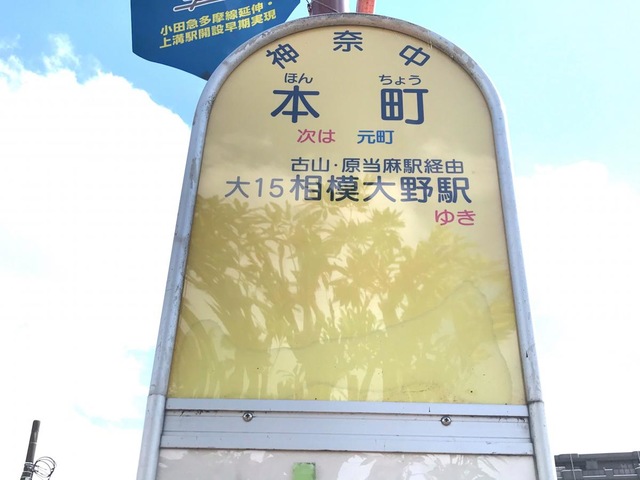 小田急多摩線延伸・
上溝駅開設早期実現
神奈中
ほん ちょう
本町
次は 元町
古山・原当麻駅経由
大15相模大野駅
ゆき